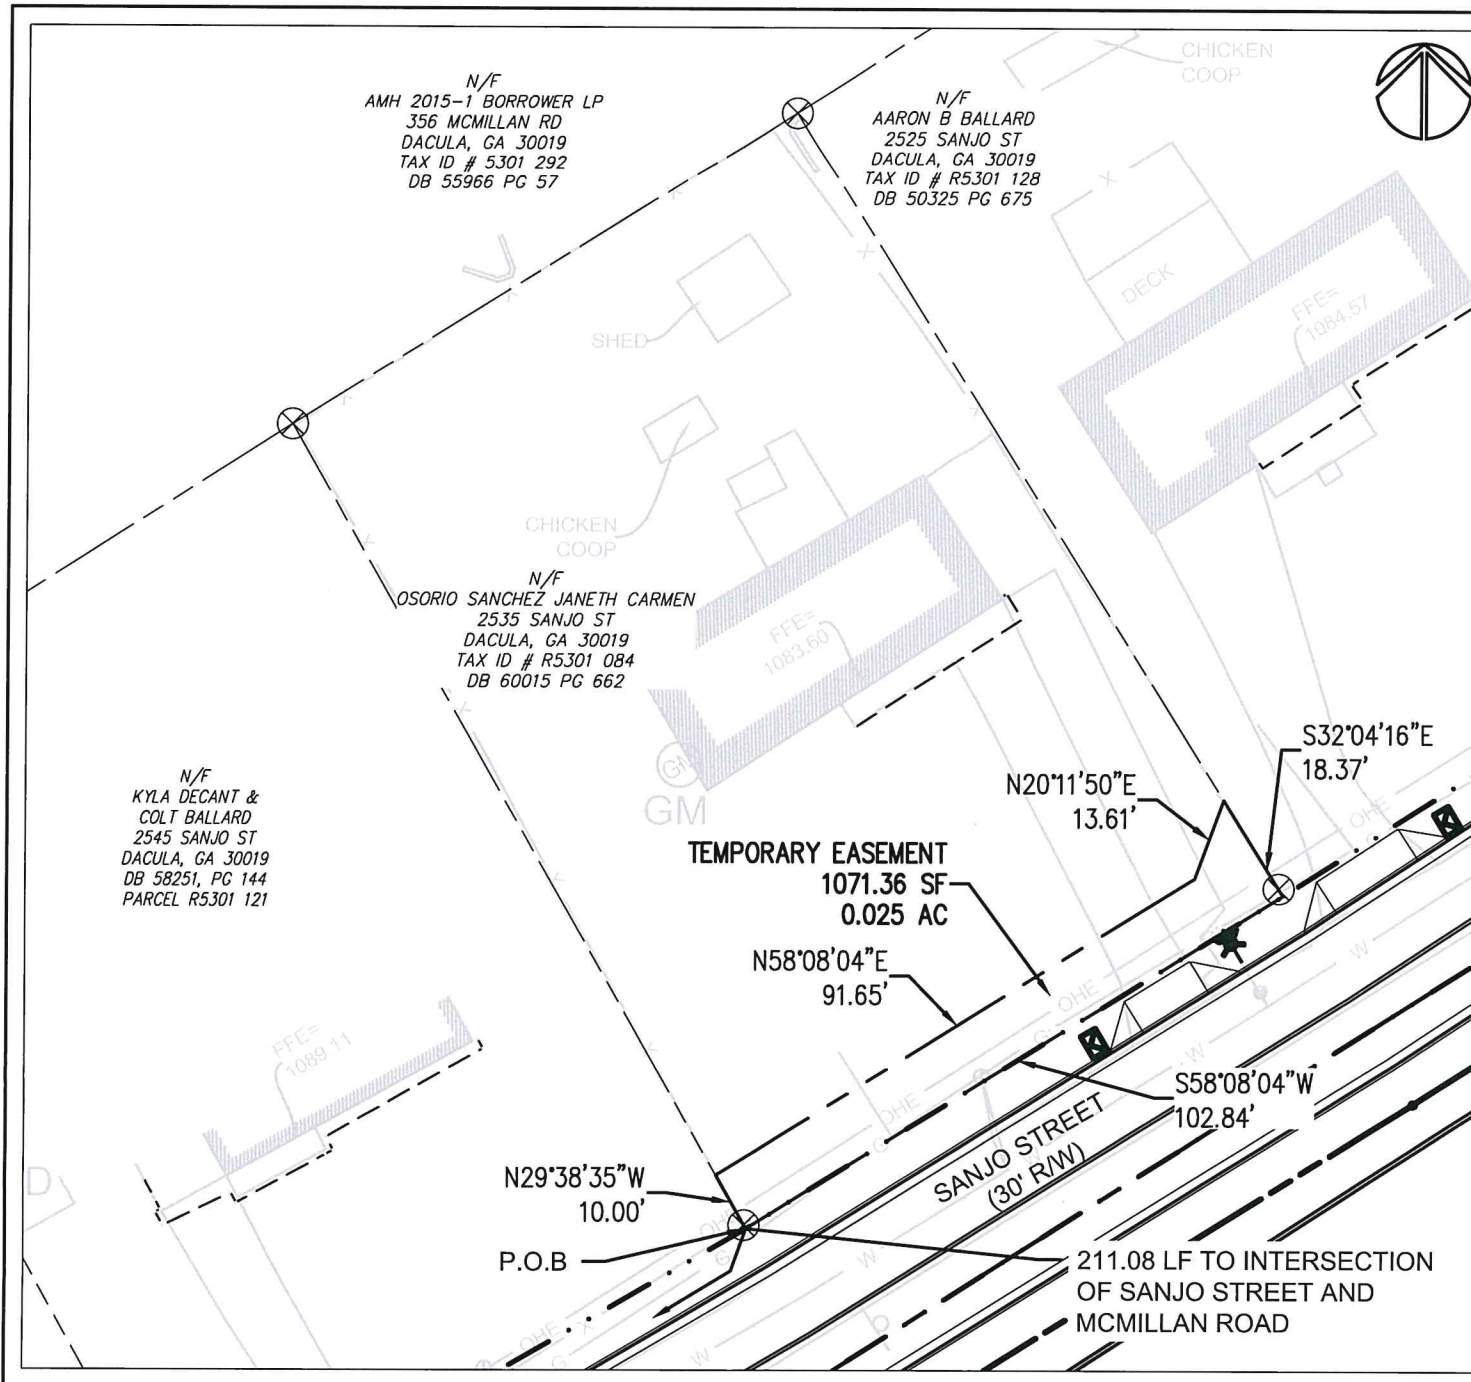 N/F
AMH 2015-1 BORROWER LP
356 MCMILLAN RD
DACULA, GA 30019
TAX ID # 5301 292
DB 55966 PG 57
N/F
AARON B BALLARD
2525 SANJO ST
DACULA, GA 30019
TAX ID # R5301 128
DB 50325 PG 675
CHICKEN
COOP
DECK
FFE=
1084.57
SHED
CHICKEN
COOP
N/F
OSORIO SANCHEZ JANETH CARMEN
2535 SANJO ST
DACULA, GA 30019
TAX ID # R5301 084
DB 60015 PG 662
FFE=
1083.60
GM
GM
N/F
KYLA DECANT &
COLT BALLARD
2545 SANJO ST
DACULA, GA 30019
DB 58251, PG 144
PARCEL R5301 121
S32°04'16"E
18.37'
N20°11'50"E
13.61'
TEMPORARY EASEMENT
1071.36 SF
0.025 AC
N58°08'04"E
91.65'
OHE
OHE
G
W
W
FFE=
1089.11
S58°08'04"W
102.84'
OHE
G
SANJO STREET
(30' R/W)
D
N29°38'35"W
10.00'
P.O.B
OHE
G
W
211.08 LF TO INTERSECTION
OF SANJO STREET AND
MCMILLAN ROAD
OHE
G
W